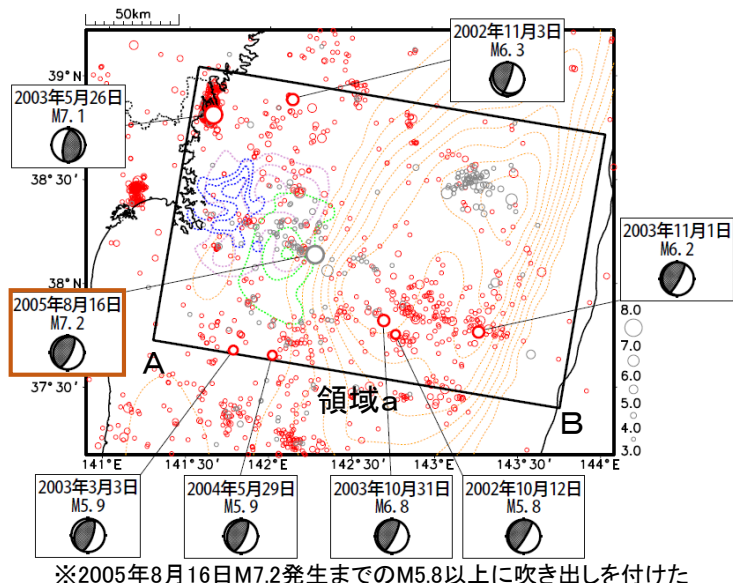 50km
2002年11月3日
M6.3
39°N
2003年5月26日
M7.1
38°30′
2003年11月1日
M6.2
38°N
2005年8月16日
M7.2
8.0
7.0
6.0
5.0
4.0
3.0
A
37°30′
領域a
B
141°E
141°30′
142°E
142°30′
143°E
143°30′
144°E
2003年3月3日
M5.9
2004年5月29日
M5.9
2003年10月31日
M6.8
2002年10月12日
M5.8
※2005年8月16日M7.2発生までのM5.8以上に吹き出しを付けた